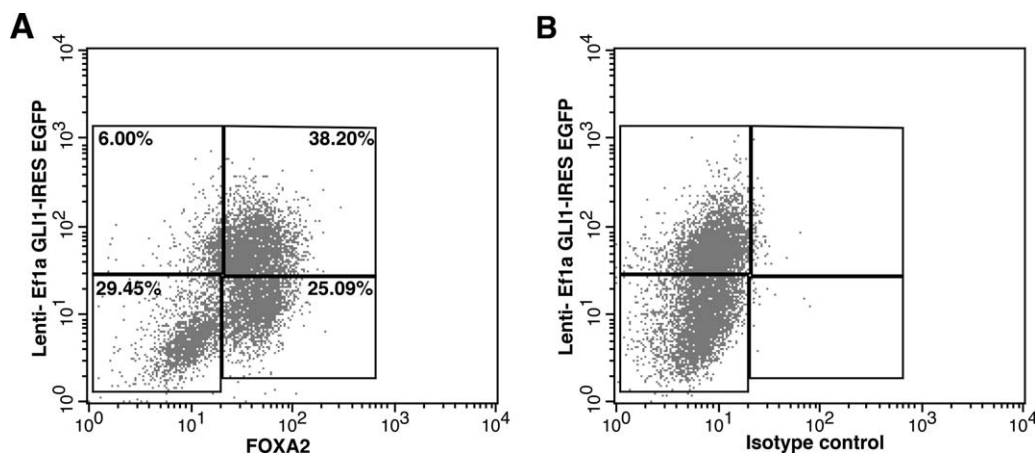 A
B
Lenti- Ef1a GLI1-IRES EGFP
10^4
10^3
10^2
10^1
10^0
6.00%
38.20%
29.45%
25.09%
10^0 10^1 10^2 10^3 10^4
FOXA2
Lenti- Ef1a GLI1-IRES EGFP
10^4
10^3
10^2
10^1
10^0
10^0 10^1 10^2 10^3 10^4
Isotype control